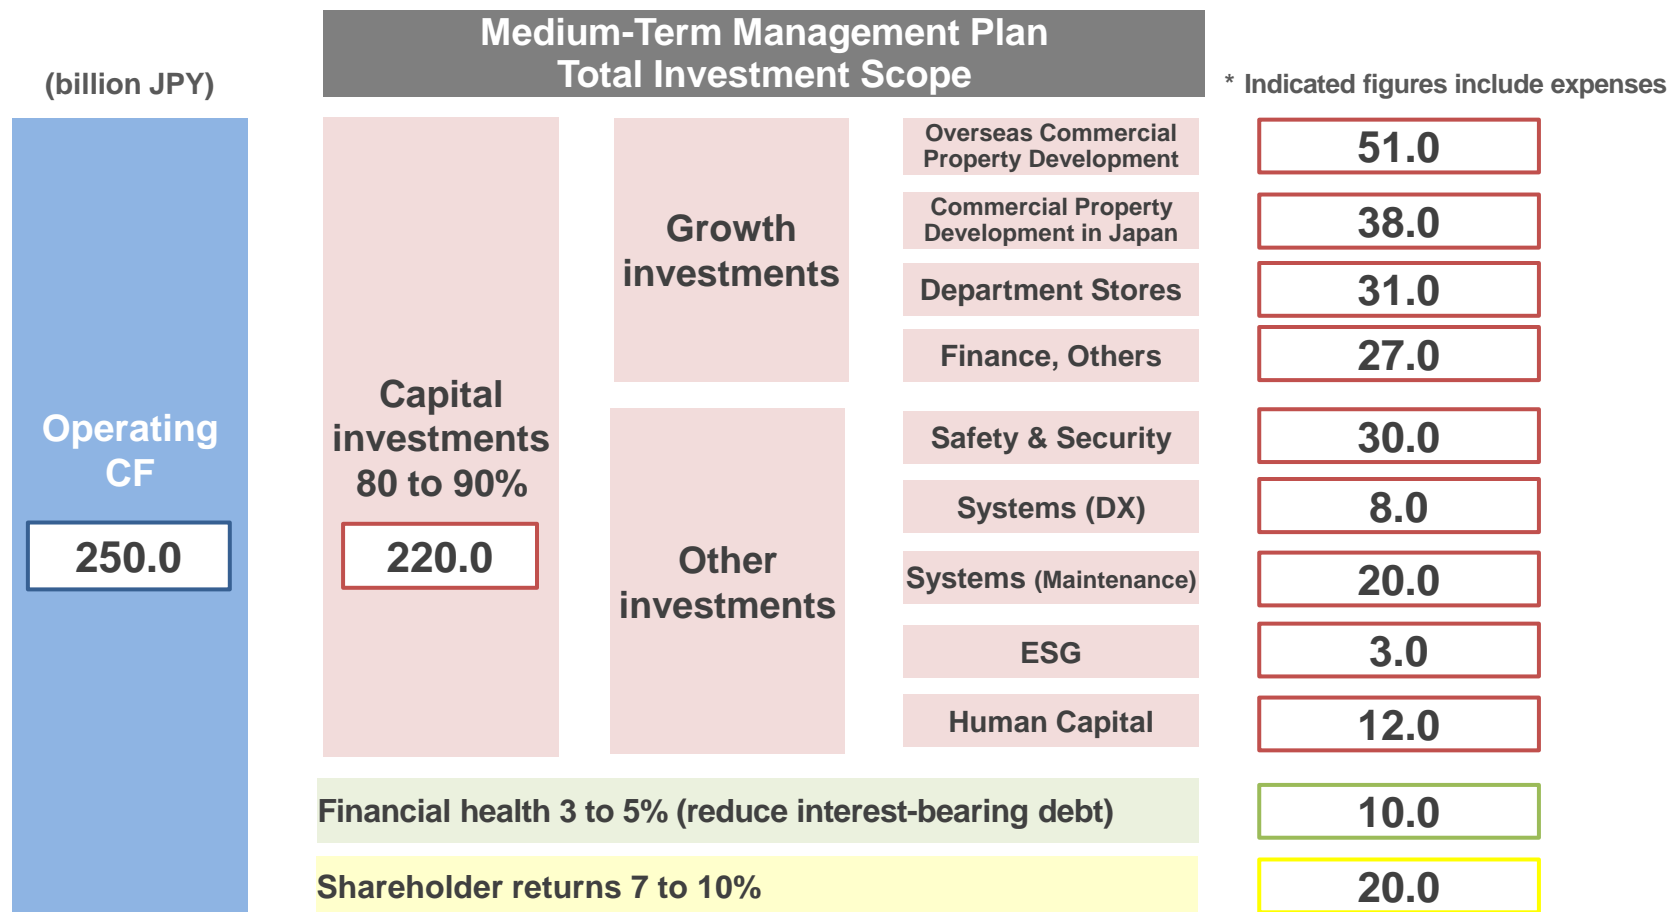 Medium-Term Management Plan
Total Investment Scope
(billion JPY)
* Indicated figures include expenses
Operating
CF
250.0
Capital
investments
80 to 90%
220.0
Growth
investments
Overseas Commercial
Property Development
51.0
Commercial Property
Development in Japan
38.0
Department Stores
31.0
Finance, Others
27.0
Other
investments
Safety & Security
30.0
Systems (DX)
8.0
Systems (Maintenance)
20.0
ESG
3.0
Human Capital
12.0
Financial health 3 to 5% (reduce interest-bearing debt)
10.0
Shareholder returns 7 to 10%
20.0